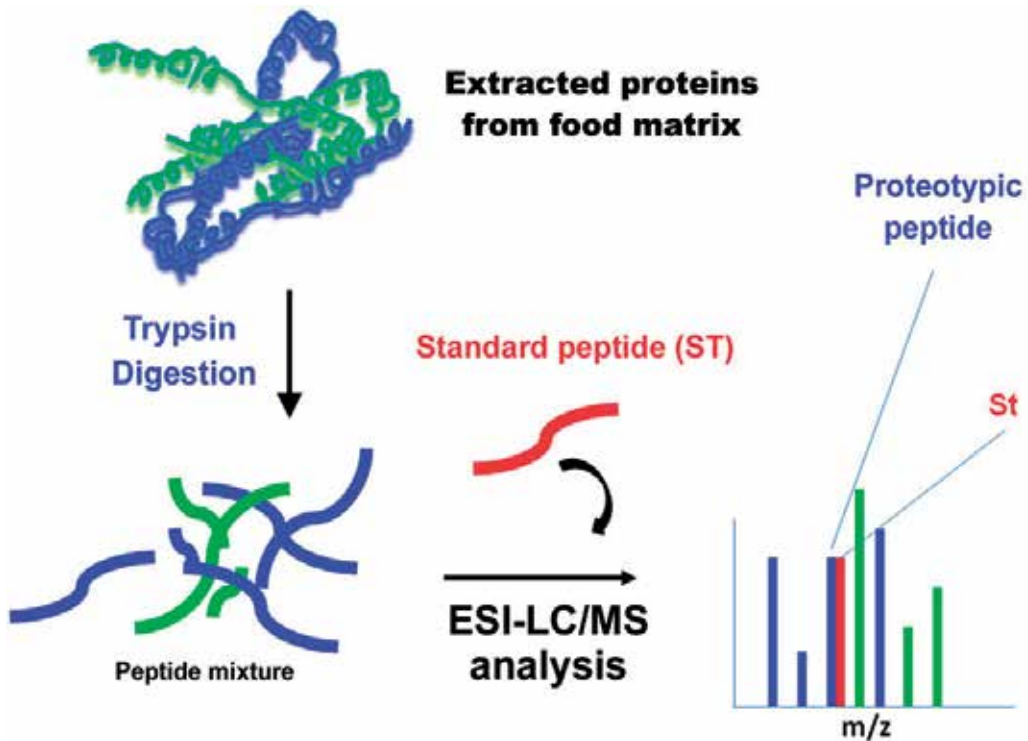 Extracted proteins
from food matrix
Proteotypic
peptide
Trypsin
Digestion
Standard peptide (ST)
St
ESI-LC/MS
analysis
Peptide mixture
m/z